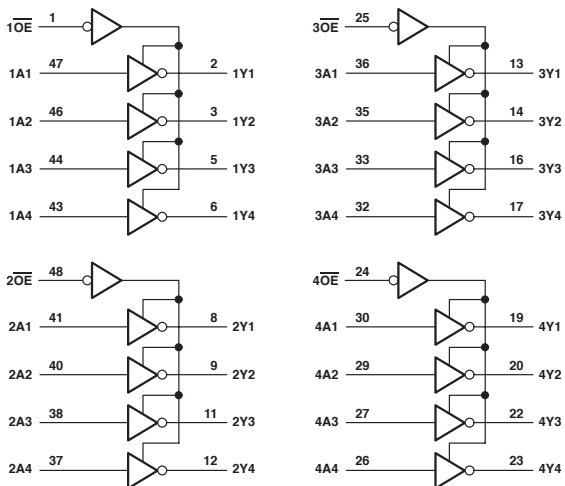 1OE 1
1A1 47 2 1Y1
1A2 46 3 1Y2
1A3 44 5 1Y3
1A4 43 6 1Y4
3OE 25
3A1 36 13 3Y1
3A2 35 14 3Y2
3A3 33 16 3Y3
3A4 32 17 3Y4
2OE 48
2A1 41 8 2Y1
2A2 40 9 2Y2
2A3 38 11 2Y3
2A4 37 12 2Y4
4OE 24
4A1 30 19 4Y1
4A2 29 20 4Y2
4A3 27 22 4Y3
4A4 26 23 4Y4